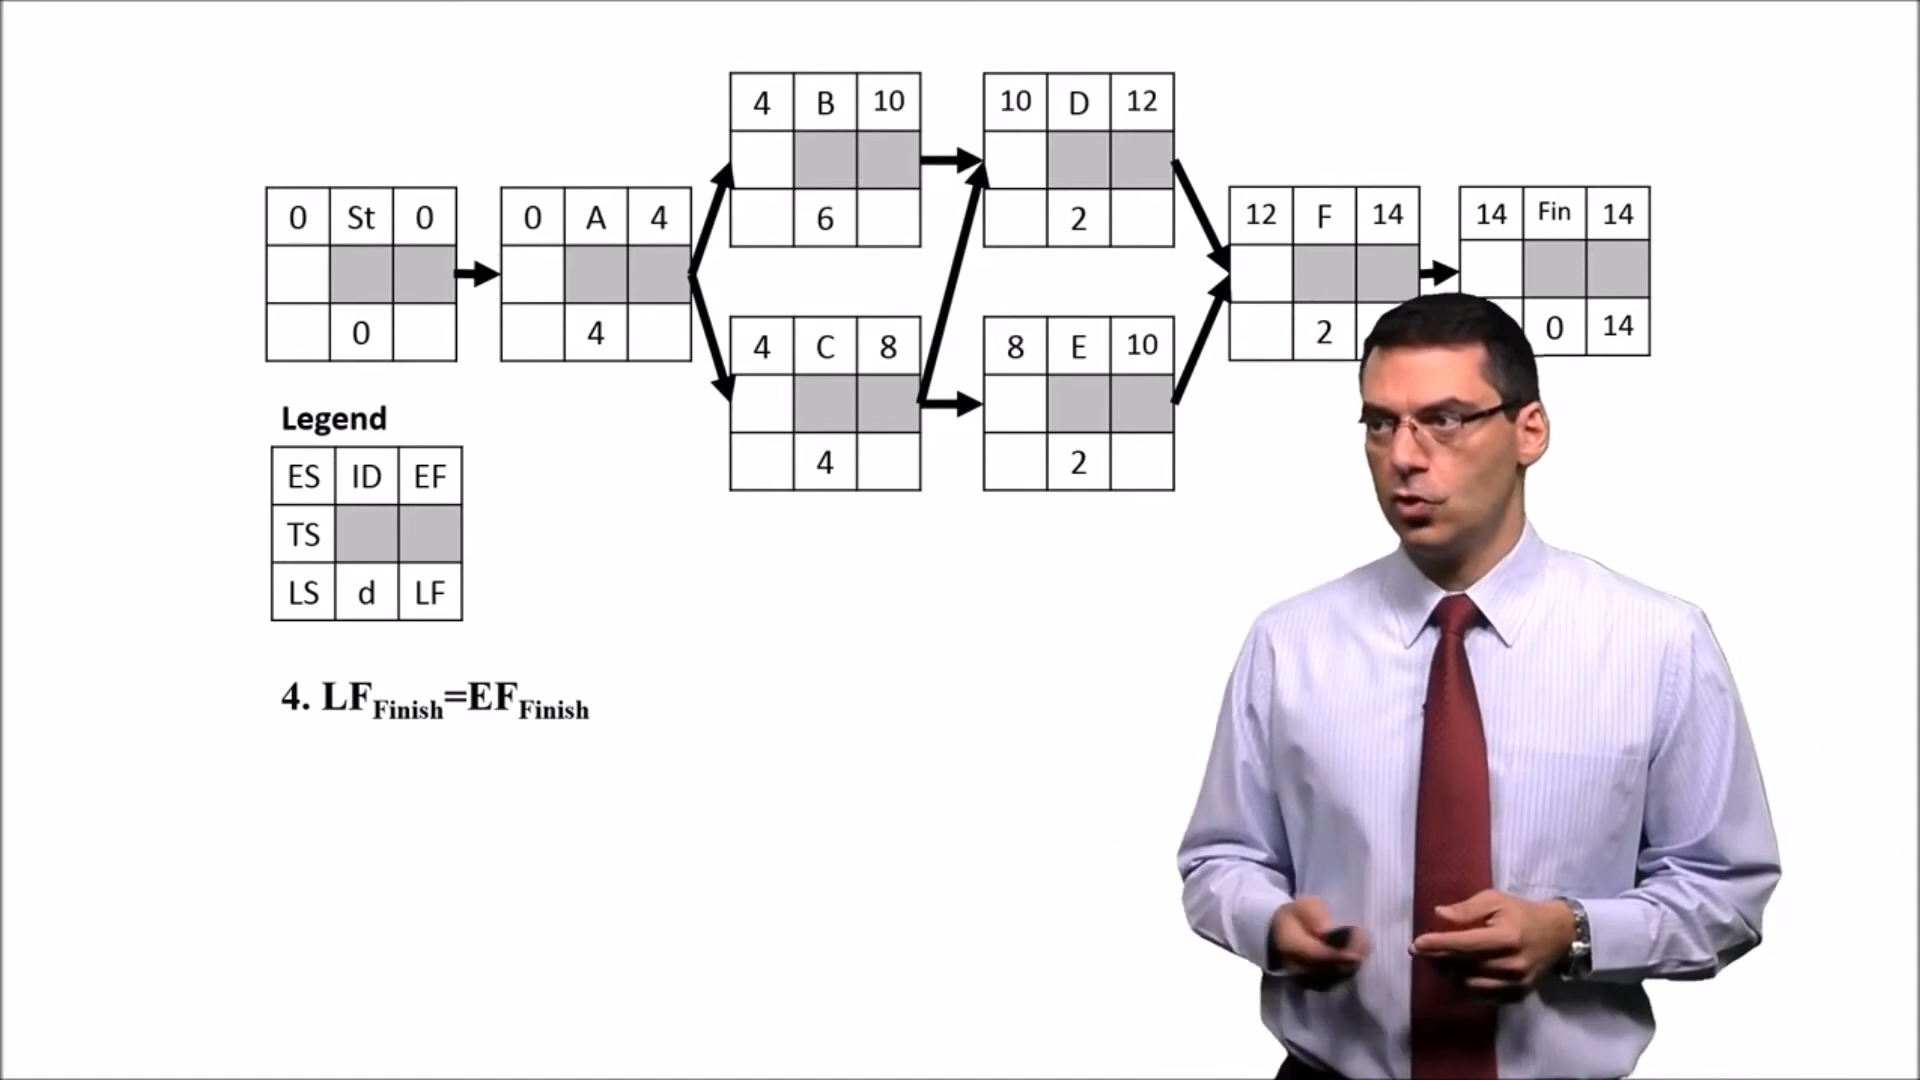 4 B 10
6
10 D 12
2
0 St 0
0
0 A 4
4
12 F 14
2
14 Fin 14
0 14
4 C 8
4
8 E 10
2
Legend
ES ID EF
TS
LS d LF
4. LFFinish=EFFinish